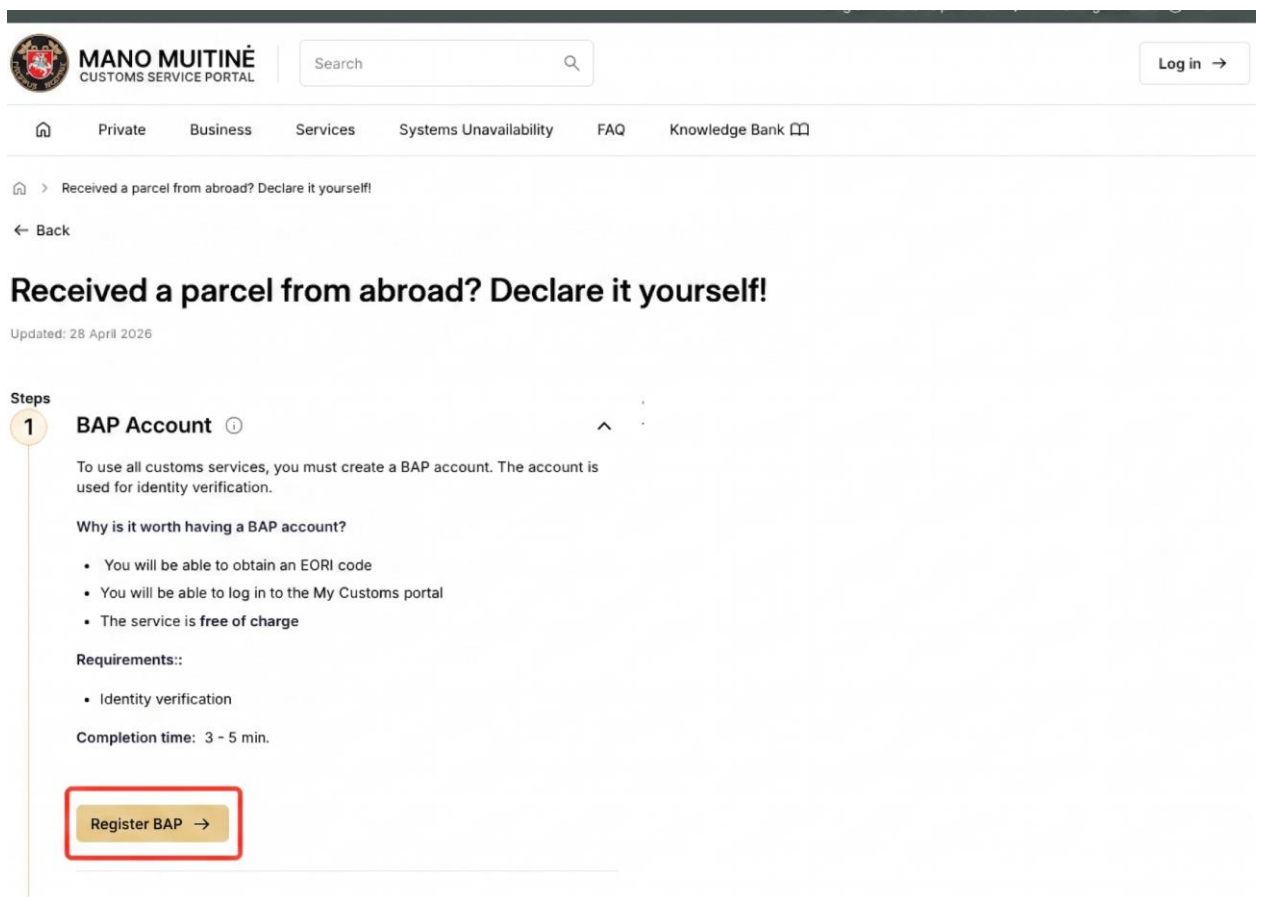 MANO MUITINĖ
CUSTOMS SERVICE PORTAL
Search
Log in →
Private
Business
Services
Systems Unavailability
FAQ
Knowledge Bank
> Received a parcel from abroad? Declare it yourself!
← Back
Received a parcel from abroad? Declare it yourself!
Updated: 28 April 2026
Steps
1
BAP Account
To use all customs services, you must create a BAP account. The account is
used for identity verification.
Why is it worth having a BAP account?
• You will be able to obtain an EORI code
• You will be able to log in to the My Customs portal
• The service is free of charge
Requirements::
• Identity verification
Completion time: 3 - 5 min.
Register BAP →